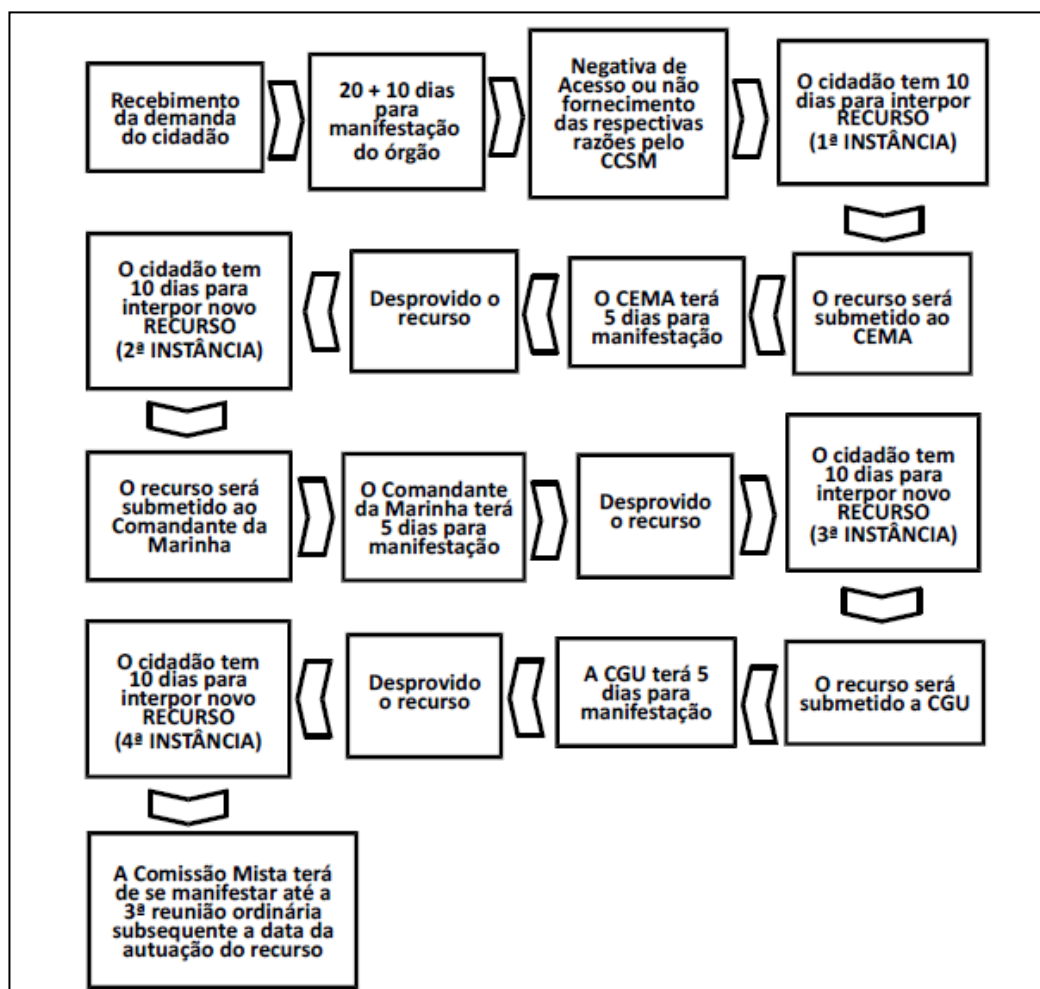 Recebimento
da demanda
do cidadão
20 + 10 dias
para
manifestação
do órgão
Negativa de
Acesso ou não
fornecimento
das respectivas
razões pelo
CCSM
O cidadão tem 10
dias para interpor
RECURSO
(1ª INSTÂNCIA)
O recurso será
submetido ao
CEMA
O CEMA terá
5 dias para
manifestação
Desprovido o
recurso
O cidadão tem
10 dias para
interpor novo
RECURSO
(2ª INSTÂNCIA)
O recurso será
submetido ao
Comandante da
Marinha
O Comandante
da Marinha terá
5 dias para
manifestação
Desprovido
o recurso
O cidadão tem
10 dias para
interpor novo
RECURSO
(3ª INSTÂNCIA)
O recurso será
submetido a CGU
A CGU terá 5
dias para
manifestação
Desprovido
o recurso
O cidadão tem
10 dias para
interpor novo
RECURSO
(4ª INSTÂNCIA)
A Comissão Mista terá
de se manifestar até a
3ª reunião ordinária
subsequente a data da
autuação do recurso